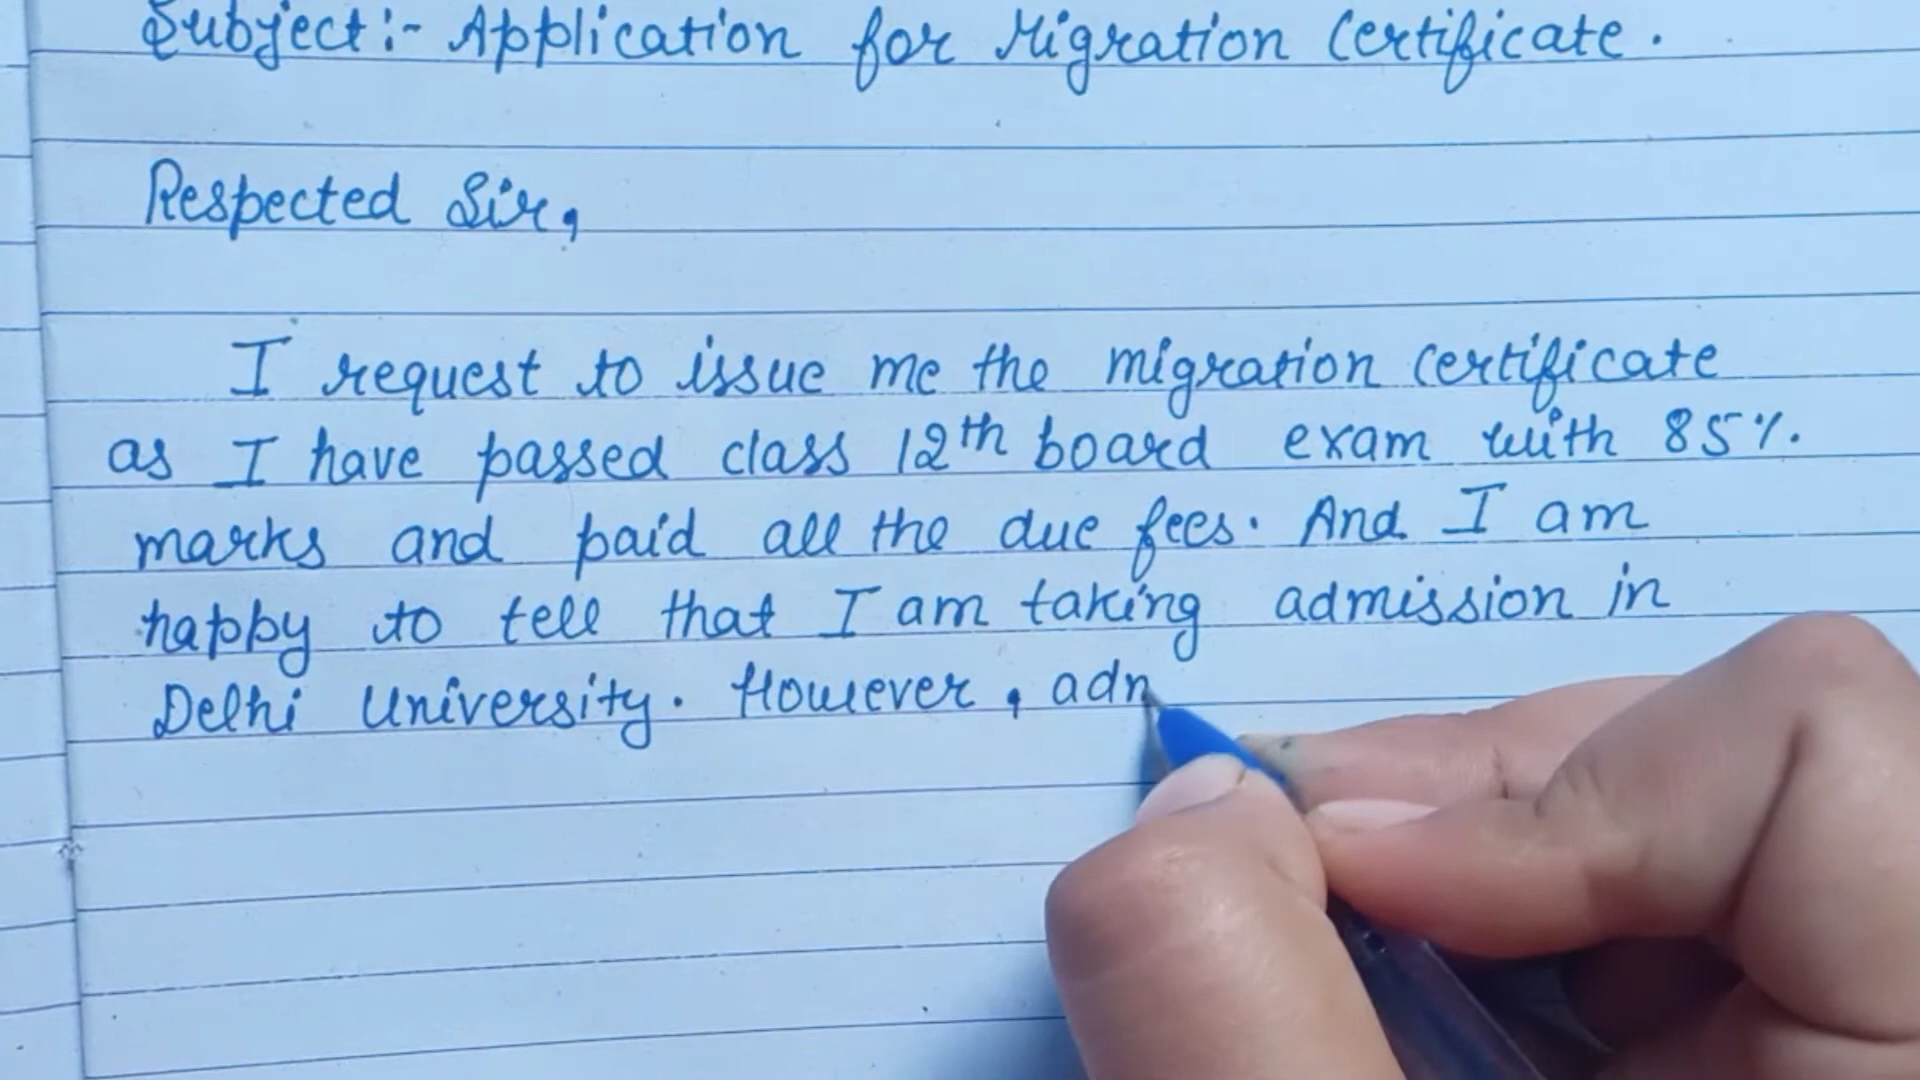 Subject:- Application for Migration Certificate.
Respected Sir,
I request to issue me the migration certificate
as I have passed class 12th board exam with 85%.
marks and paid all the due fees. And I am
happy to tell that I am taking admission in
Delhi University. However, adm